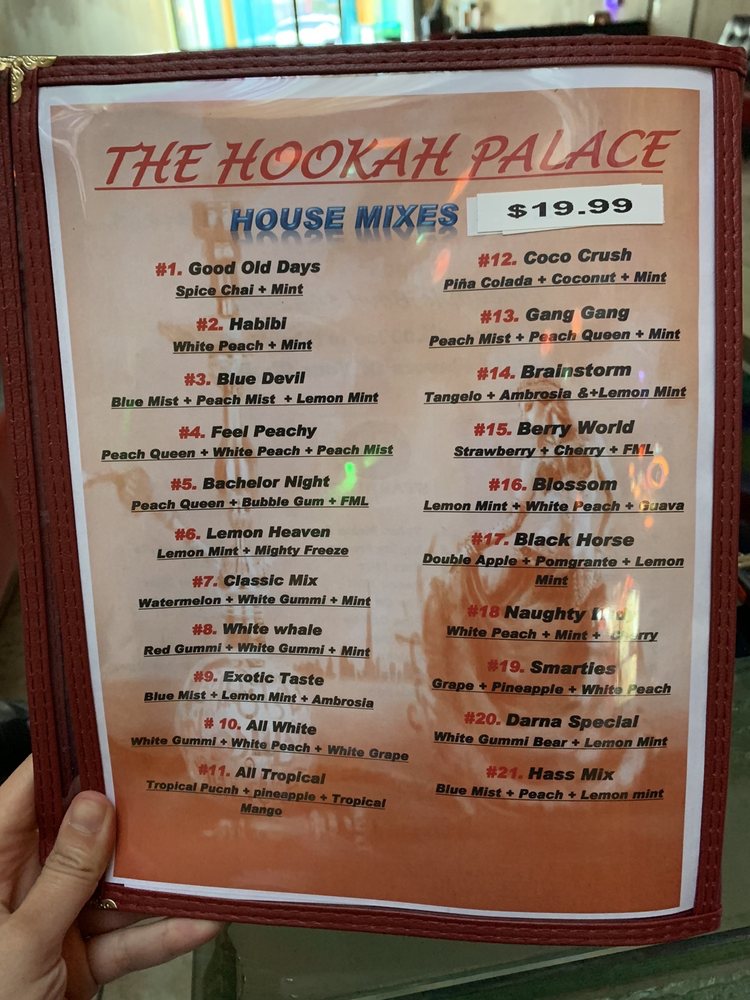 THE HOOKAH PALACE
HOUSE MIXES $19.99
#1. Good Old Days
Spice Chai + Mint
#2. Habibi
White Peach + Mint
#3. Blue Devil
Blue Mist + Peach Mist + Lemon Mint
#4. Feel Peachy
Peach Queen + White Peach + Peach Mist
#5. Bachelor Night
Peach Queen + Bubble Gum + FML
#6. Lemon Heaven
Lemon Mint + Mighty Freeze
#7. Classic Mix
Watermelon + White Gummi + Mint
#8. White whale
Red Gummi + White Gummi + Mint
#9. Exotic Taste
Blue Mist + Lemon Mint + Ambrosia
# 10. All White
White Gummi + White Peach + White Grape
#11. All Tropical
Tropical Pucnh + pineapple + Tropical
Mango
#12. Coco Crush
Piña Colada + Coconut + Mint
#13. Gang Gang
Peach Mist + Peach Queen + Mint
#14. Brainstorm
Tangelo + Ambrosia &+Lemon Mint
#15. Berry World
Strawberry + Cherry + FML
#16. Blossom
Lemon Mint + White Peach + Guava
#17. Black Horse
Double Apple + Pomgrante + Lemon
Mint
#18 Naughty
White Peach + Mint + Cherry
#19. Smarties
Grape + Pineapple + White Peach
#20. Darna Special
White Gummi Bear + Lemon Mint
#21. Hass Mix
Blue Mist + Peach + Lemon mint